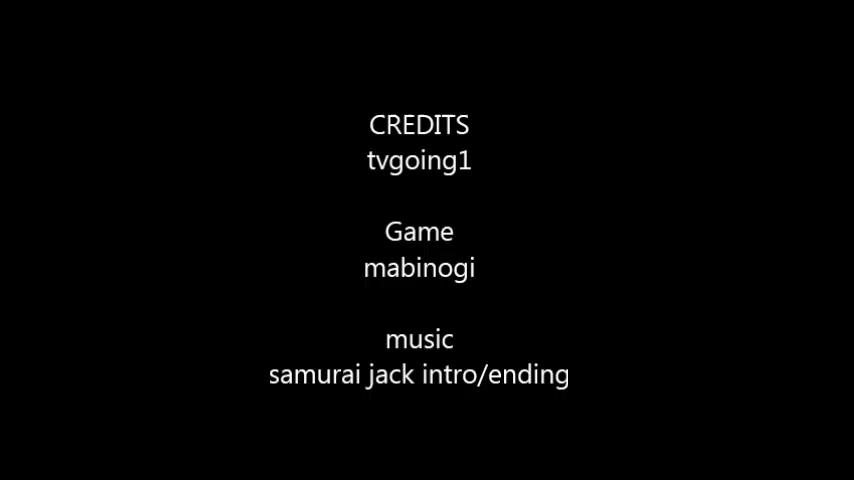 CREDITS
tvgoing1
Game
mabinogi
music
samurai jack intro/ending